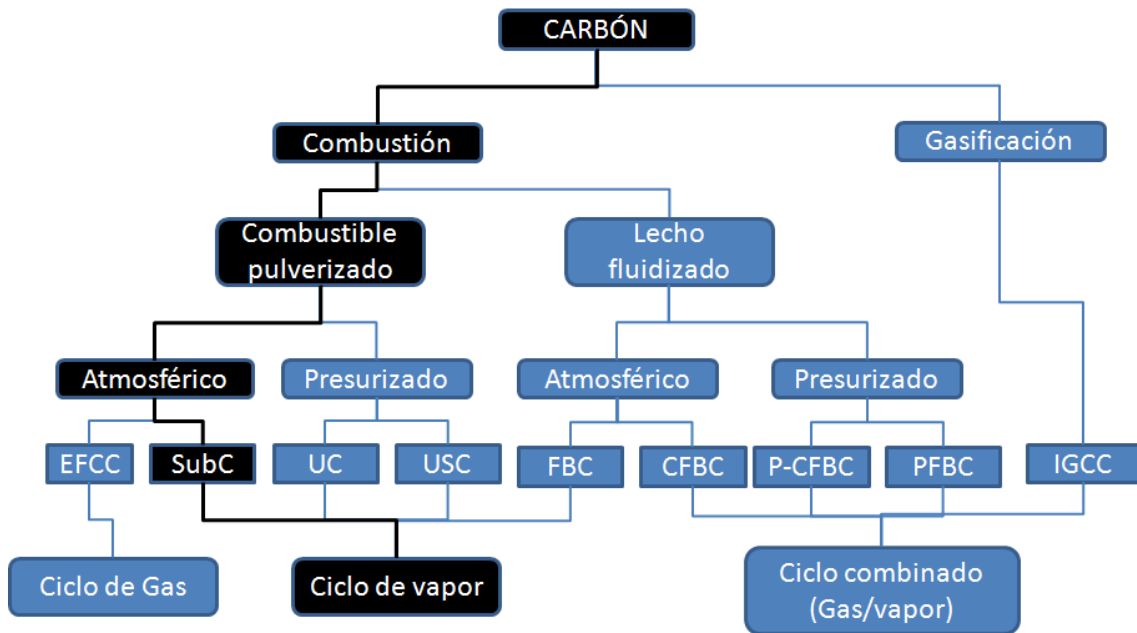 CARBÓN
Combustión
Gasificación
Combustible
pulverizado
Lecho
fluidizado
Atmosférico
Presurizado
Atmosférico
Presurizado
EFCC
SubC
UC
USC
FBC
CFBC
P-CFBC
PFBC
IGCC
Ciclo de Gas
Ciclo de vapor
Ciclo combinado
(Gas/vapor)